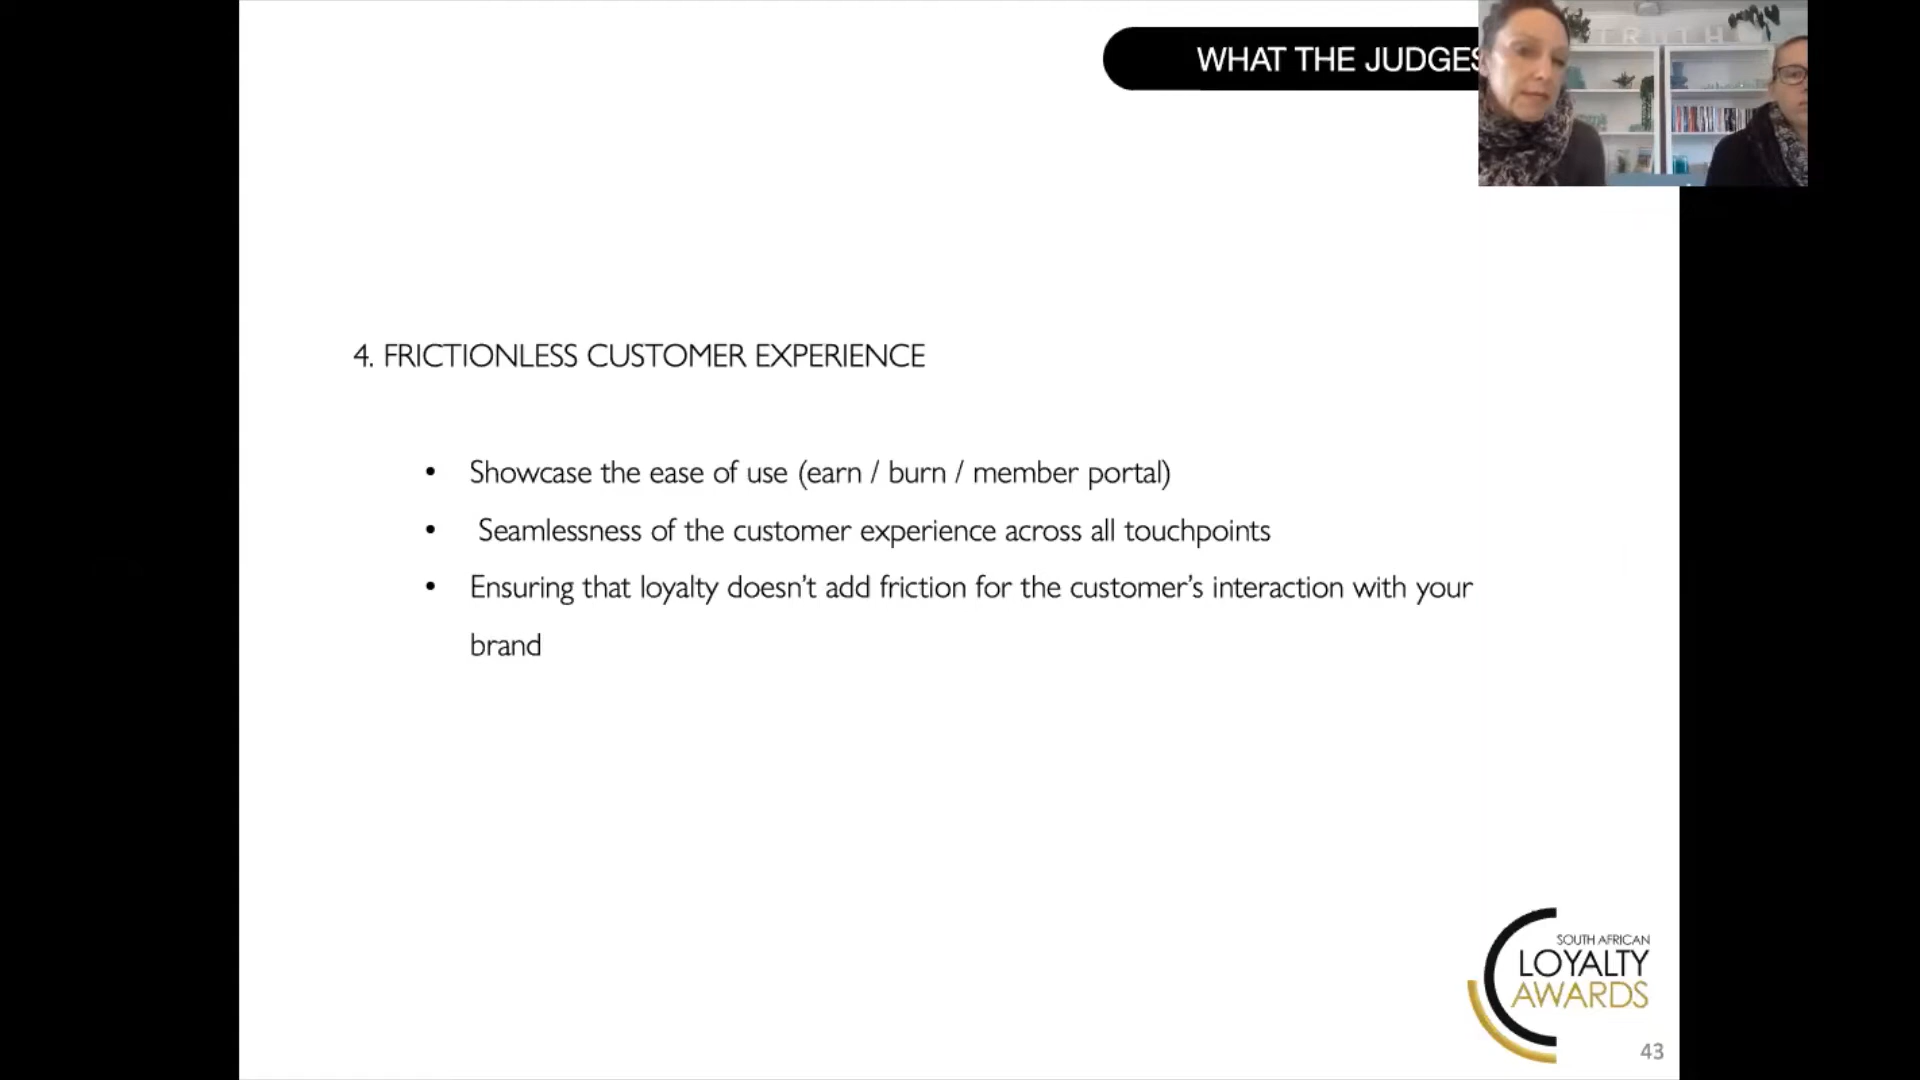 WHAT THE JUDGES
TRUTH
4. FRICTIONLESS CUSTOMER EXPERIENCE
• Showcase the ease of use (earn / burn / member portal)
• Seamlessness of the customer experience across all touchpoints
• Ensuring that loyalty doesn’t add friction for the customer’s interaction with your
brand
SOUTH AFRICAN
LOYALTY
AWARDS
43